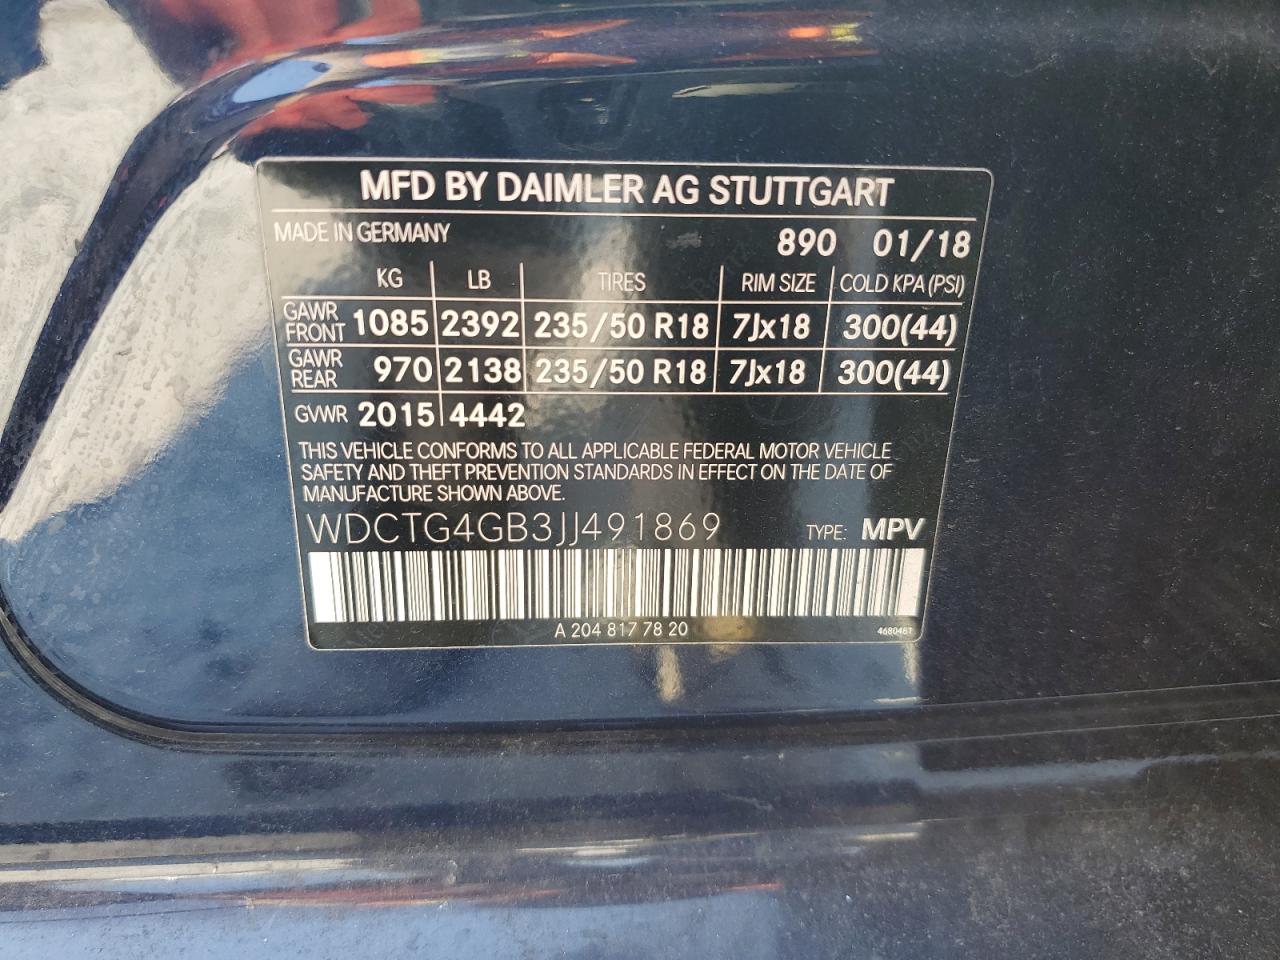 MFD BY DAIMLER AG STUTTGART
MADE IN GERMANY 890 01/18
KG LB TIRES RIM SIZE COLD KPA (PSI)
GAWR FRONT 1085 2392 235/50 R18 7Jx18 300(44)
GAWR REAR 970 2138 235/50 R18 7Jx18 300(44)
GVWR 2015 4442
THIS VEHICLE CONFORMS TO ALL APPLICABLE FEDERAL MOTOR VEHICLE
SAFETY AND THEFT PREVENTION STANDARDS IN EFFECT ON THE DATE OF
MANUFACTURE SHOWN ABOVE.
WDCTG4GB3JJ491869 TYPE: MPV
A 204 817 78 20